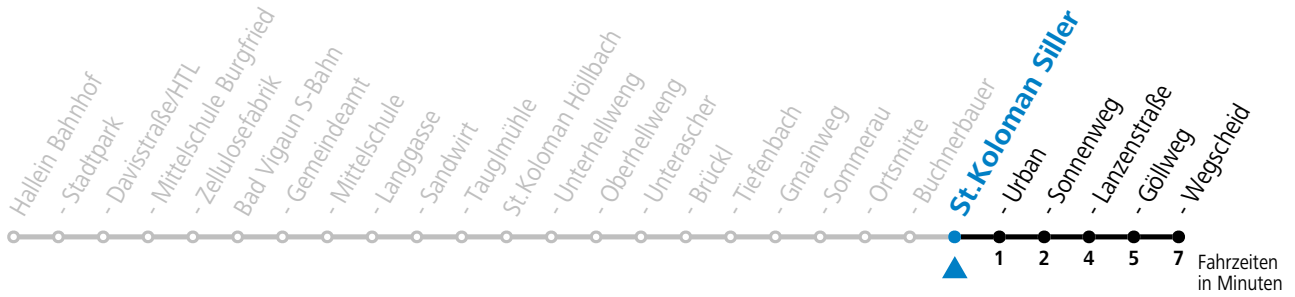 Hallein Bahnhof
- Stadtpark
- Davisstraße/HTL
- Mittelschule Burgfried
- Zellulosefabrik
Bad Vigaun S-Bahn
- Gemeindeamt
- Mittelschule
- Langgasse
- Sandwirt
- Tauglmühle
St.Koloman Höllbach
- Unterhellweng
- Oberhellweng
- Unterascher
- Brückl
- Tiefenbach
- Gmainweg
- Sommerau
- Ortsmitte
- Buchnerbauer
St.Koloman Siller
- Urban
- Sonnenweg
- Lanzenstraße
- Göllweg
- Wegscheid
1 2 4 5 7
Fahrzeiten
in Minuten